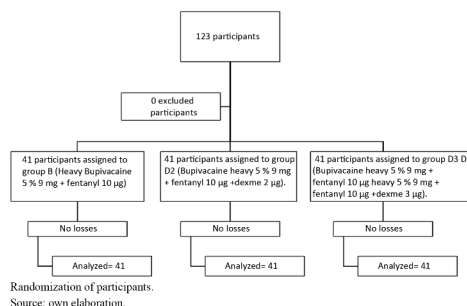 123 participants
0 excluded
participants
41 participants assigned to
group B (Heavy Bupivacaine
5 % 9 mg + fentanyl 10 µg)
41 participants assigned to group
D2 (Bupivacaine heavy 5 % 9 mg
+ fentanyl 10 µg +dexme 2 µg).
41 participants assigned to group D3 D
(Bupivacaine heavy 5 % 9 mg +
fentanyl 10 µg heavy 5 % 9 mg +
fentanyl 10 µg +dexme 3 µg).
No losses
No losses
No losses
Analyzed= 41
Analyzed= 41
Analyzed= 41
Randomization of participants.
Source: own elaboration.